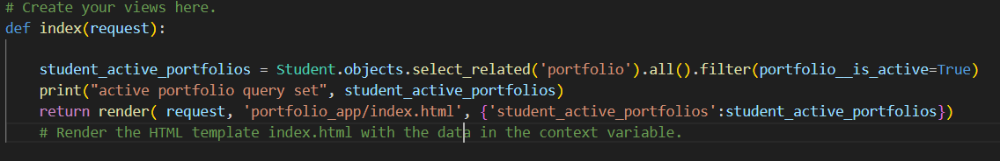 # Create your views here.
def index(request):
student_active_portfolios = Student.objects.select_related('portfolio').all().filter(portfolio__is_active=True)
print("active portfolio query set", student_active_portfolios)
return render( request, 'portfolio_app/index.html', {'student_active_portfolios':student_active_portfolios})
# Render the HTML template index.html with the data in the context variable.